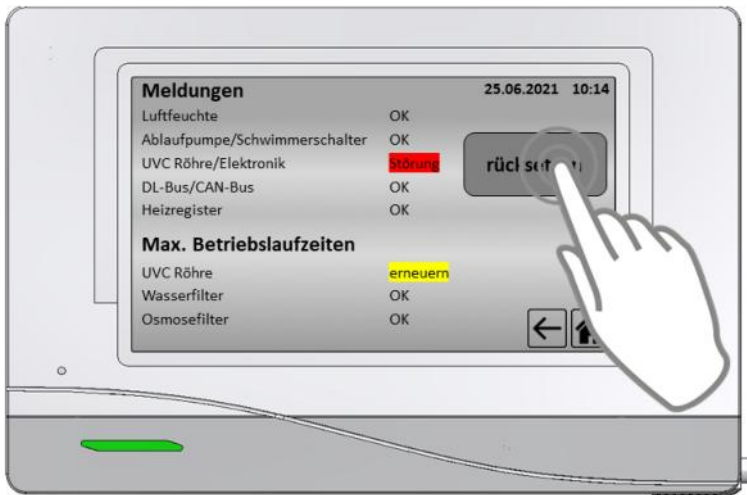 Meldungen 25.06.2021 10:14
Luftfeuchte OK
Ablaufpumpe/Schwimmerschalter OK
UVC Röhre/Elektronik Störung
rücksetzen
DL-Bus/CAN-Bus OK
Heizregister OK
Max. Betriebslaufzeiten
UVC Röhre erneuern
Wasserfilter OK
Osmosefilter OK